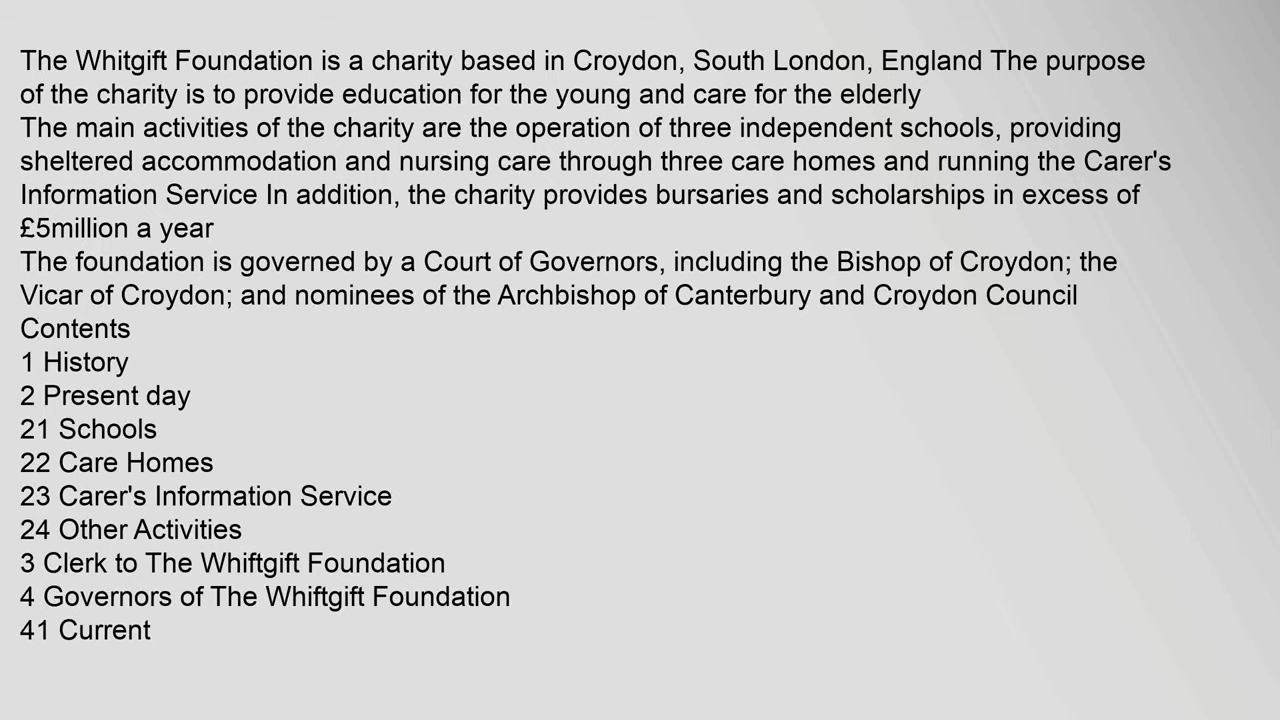 The Whitgift Foundation is a charity based in Croydon, South London, England The purpose
of the charity is to provide education for the young and care for the elderly
The main activities of the charity are the operation of three independent schools, providing
sheltered accommodation and nursing care through three care homes and running the Carer's
Information Service In addition, the charity provides bursaries and scholarships in excess of
£5million a year
The foundation is governed by a Court of Governors, including the Bishop of Croydon; the
Vicar of Croydon; and nominees of the Archbishop of Canterbury and Croydon Council
Contents
1 History
2 Present day
21 Schools
22 Care Homes
23 Carer's Information Service
24 Other Activities
3 Clerk to The Whiftgift Foundation
4 Governors of The Whiftgift Foundation
41 Current